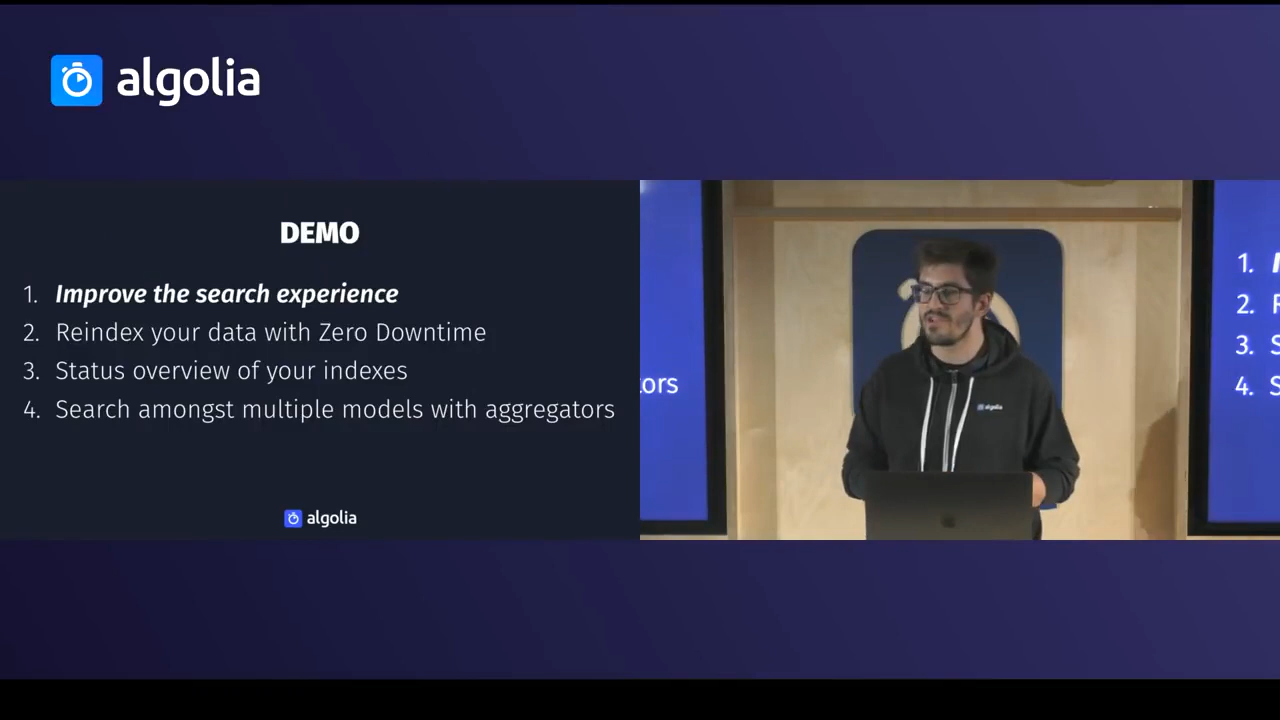 algolia
DEMO
1. Improve the search experience
2. Reindex your data with Zero Downtime
3. Status overview of your indexes
4. Search amongst multiple models with aggregators
algolia
ors
algolia
1.
2.
3. S
4. S